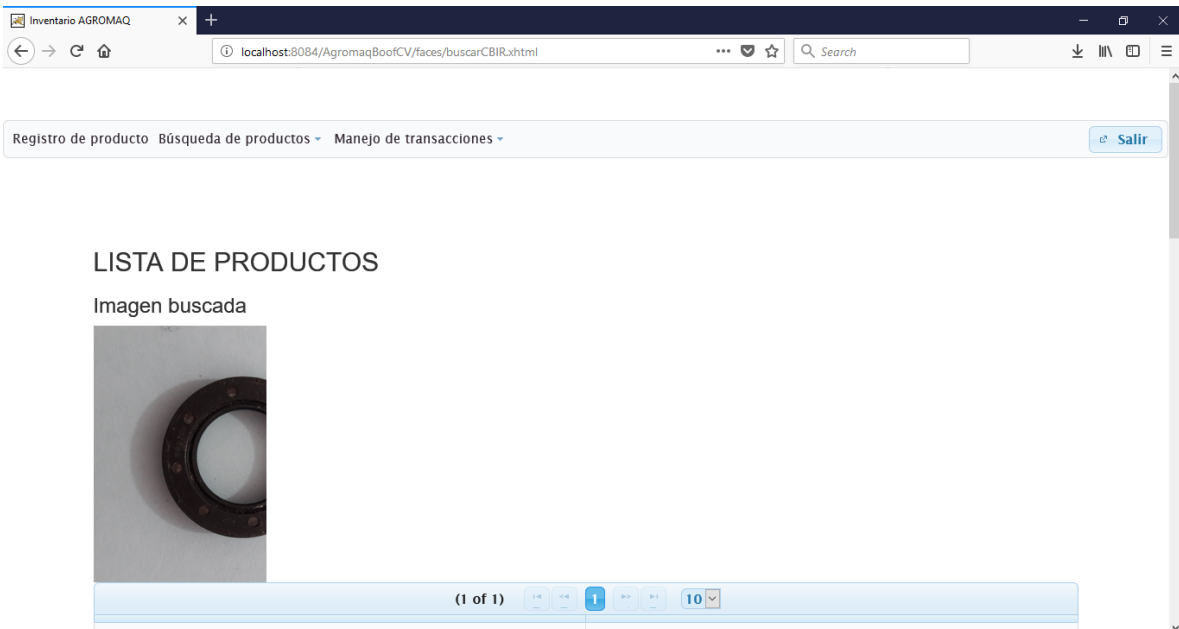 Inventario AGROMAQ
localhost:8084/AgromaqBoofCV/faces/buscarCBIR.xhtml
Search
Registro de producto Búsqueda de productos Manejo de transacciones Salir
LISTA DE PRODUCTOS
Imagen buscada
(1 of 1) 1 10